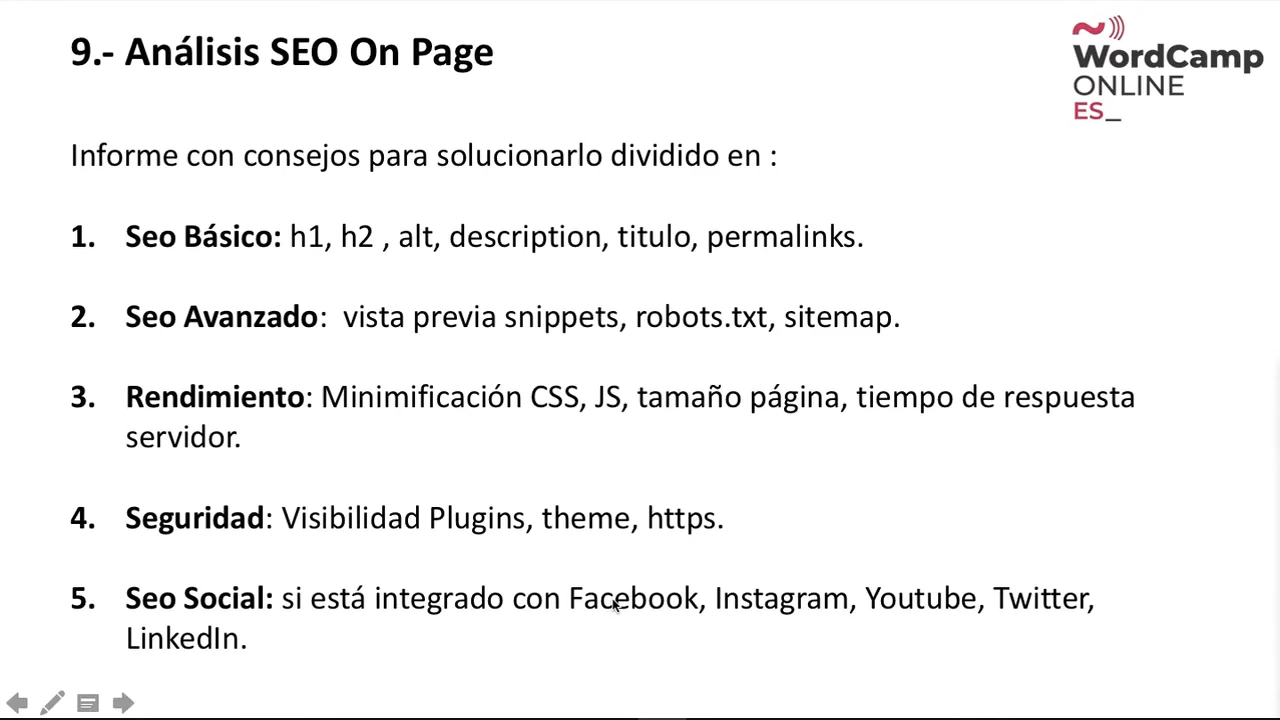 9.- Análisis SEO On Page
WordCamp
ONLINE
ES_
Informe con consejos para solucionarlo dividido en :
1. Seo Básico: h1, h2 , alt, description, titulo, permalinks.
2. Seo Avanzado: vista previa snippets, robots.txt, sitemap.
3. Rendimiento: Minimificación CSS, JS, tamaño página, tiempo de respuesta
servidor.
4. Seguridad: Visibilidad Plugins, theme, https.
5. Seo Social: si está integrado con Facebook, Instagram, Youtube, Twitter,
LinkedIn.